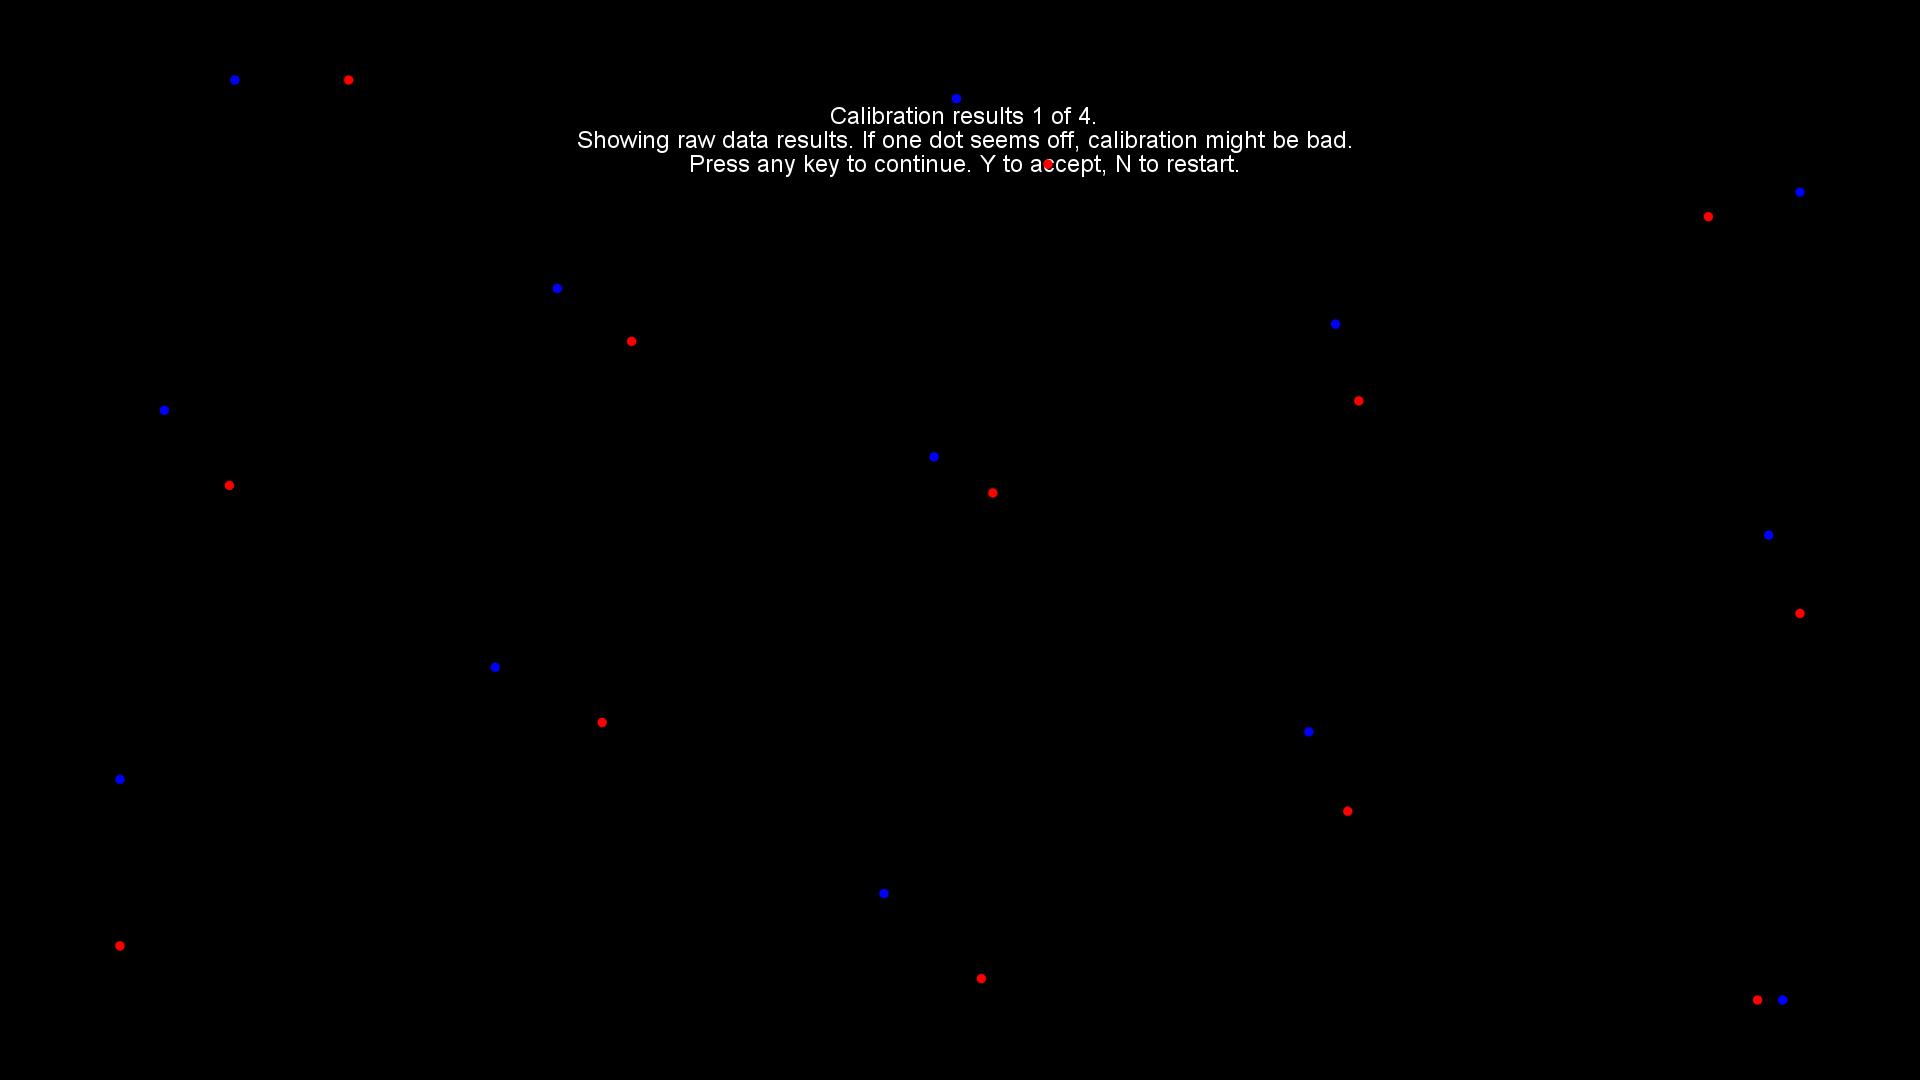 Calibration results 1 of 4.
Showing raw data results. If one dot seems off, calibration might be bad.
Press any key to continue. Y to accept, N to restart.